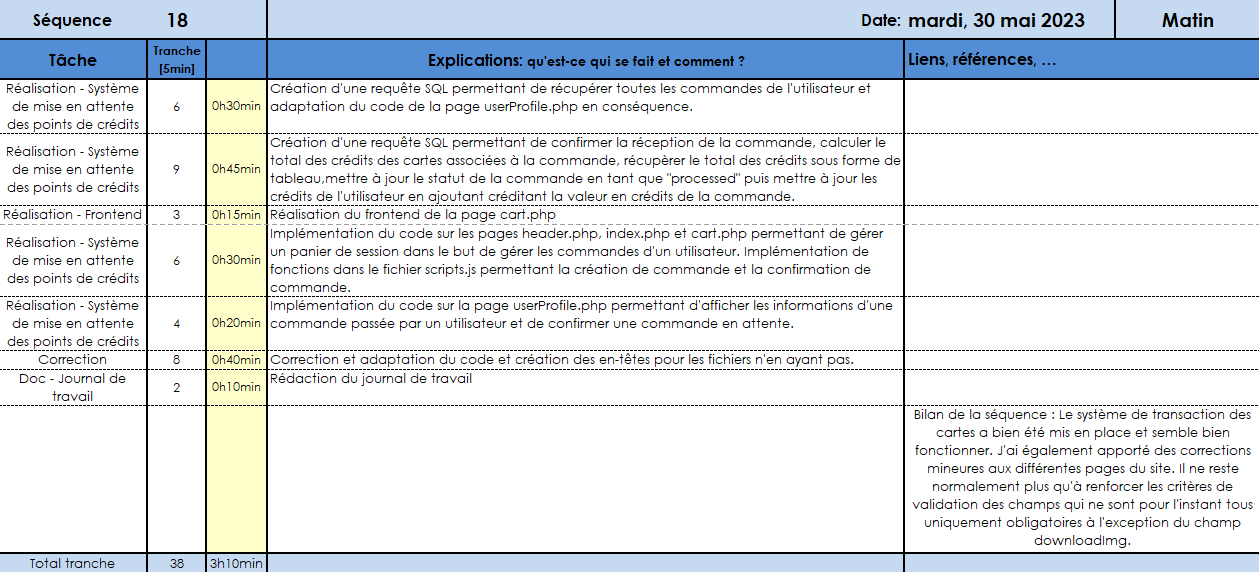 Séquence 18 Date: mardi, 30 mai 2023 Matin
Tâche Tranche [5min] Explications: qu'est-ce qui se fait et comment ? Liens, références, ...
Réalisation - Système
de mise en attente
des points de crédits
6
0h30min
Création d'une requête SQL permettant de récupérer toutes les commandes de l'utilisateur et
adaptation du code de la page userProfile.php en conséquence.
Réalisation - Système
de mise en attente
des points de crédits
9
0h45min
Création d'une requête SQL permettant de confirmer la réception de la commande, calculer le
total des crédits des cartes associées à la commande, récupèrer le total des crédits sous forme de
tableau,mettre à jour le statut de la commande en tant que "processed" puis mettre à jour les
crédits de l'utilisateur en ajoutant créditant la valeur en crédits de la commande.
Réalisation - Frontend
3
0h15min
Réalisation du frontend de la page cart.php
Réalisation - Système
de mise en attente
des points de crédits
6
0h30min
Implémentation du code sur les pages header.php, index.php et cart.php permettant de gérer
un panier de session dans le but de gérer les commandes d'un utilisateur. Implémentation de
fonctions dans le fichier scripts.js permettant la création de commande et la confirmation de
commande.
Réalisation - Système
de mise en attente
des points de crédits
4
0h20min
Implémentation du code sur la page userProfile.php permettant d'afficher les informations d'une
commande passée par un utilisateur et de confirmer une commande en attente.
Correction
8
0h40min
Correction et adaptation du code et création des en-têtes pour les fichiers n'en ayant pas.
Doc - Journal de
travail
2
0h10min
Rédaction du journal de travail
Bilan de la séquence : Le système de transaction des
cartes a bien été mis en place et semble bien
fonctionner. J'ai également apporté des corrections
mineures aux différentes pages du site. Il ne reste
normalement plus qu'à renforcer les critères de
validation des champs qui ne sont pour l'instant tous
uniquement obligatoires à l'exception du champ
downloadImg.
Total tranche 38 3h10min